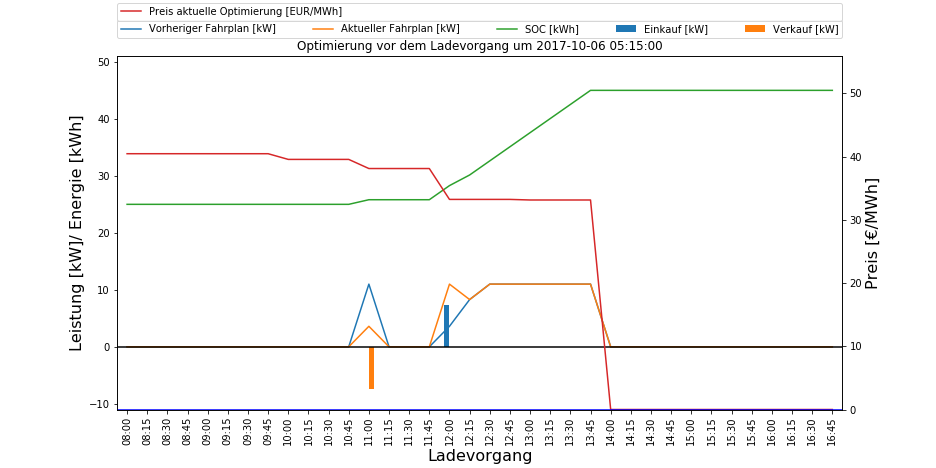 Preis aktuelle Optimierung [EUR/MWh]
Vorheriger Fahrplan [kW] Aktueller Fahrplan [kW] SOC [kWh] Einkauf [kW] Verkauf [kW]
Optimierung vor dem Ladevorgang um 2017-10-06 05:15:00
Leistung [kW]/ Energie [kWh]
50
40
30
20
10
0
−10
Preis [€/MWh]
50
40
30
20
10
0
08:00 08:15 08:30 08:45 09:00 09:15 09:30 09:45 10:00 10:15 10:30 10:45 11:00 11:15 11:30 11:45 12:00 12:15 12:30 12:45 13:00 13:15 13:30 13:45 14:00 14:15 14:30 14:45 15:00 15:15 15:30 15:45 16:00 16:15 16:30 16:45
Ladevorgang